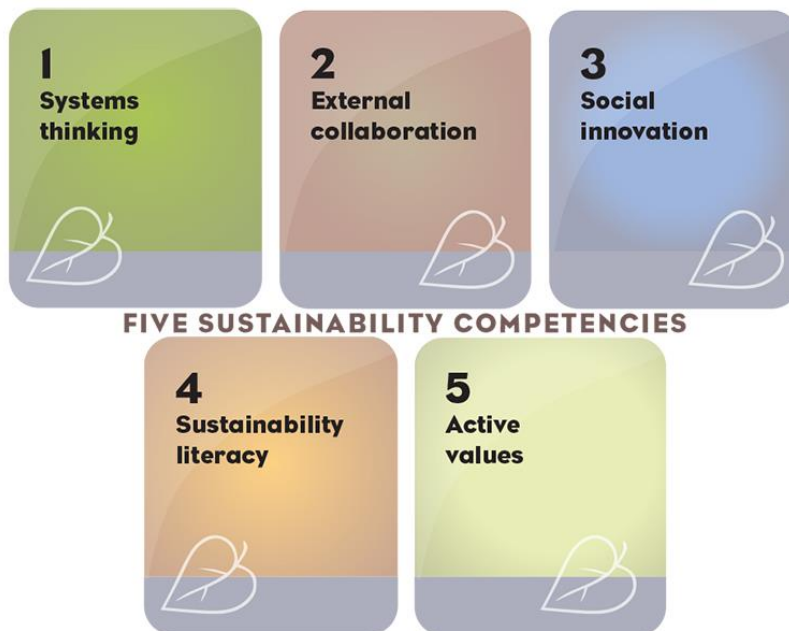 1
Systems
thinking
2
External
collaboration
3
Social
innovation
FIVE SUSTAINABILITY COMPETENCIES
4
Sustainability
literacy
5
Active
values